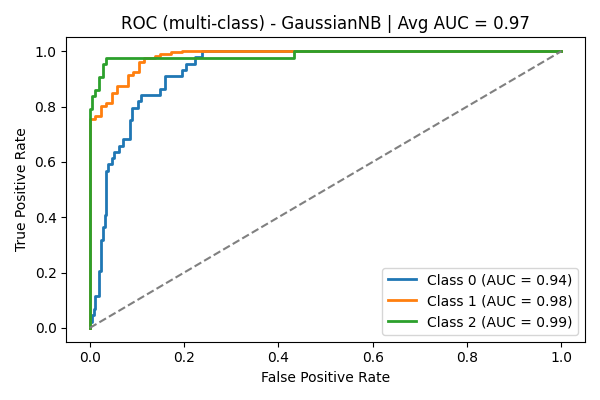 ROC (multi-class) - GaussianNB | Avg AUC = 0.97
True Positive Rate
1.0
0.8
0.6
0.4
0.2
0.0
0.0
0.2
0.4
0.6
0.8
1.0
False Positive Rate
Class 0 (AUC = 0.94)
Class 1 (AUC = 0.98)
Class 2 (AUC = 0.99)